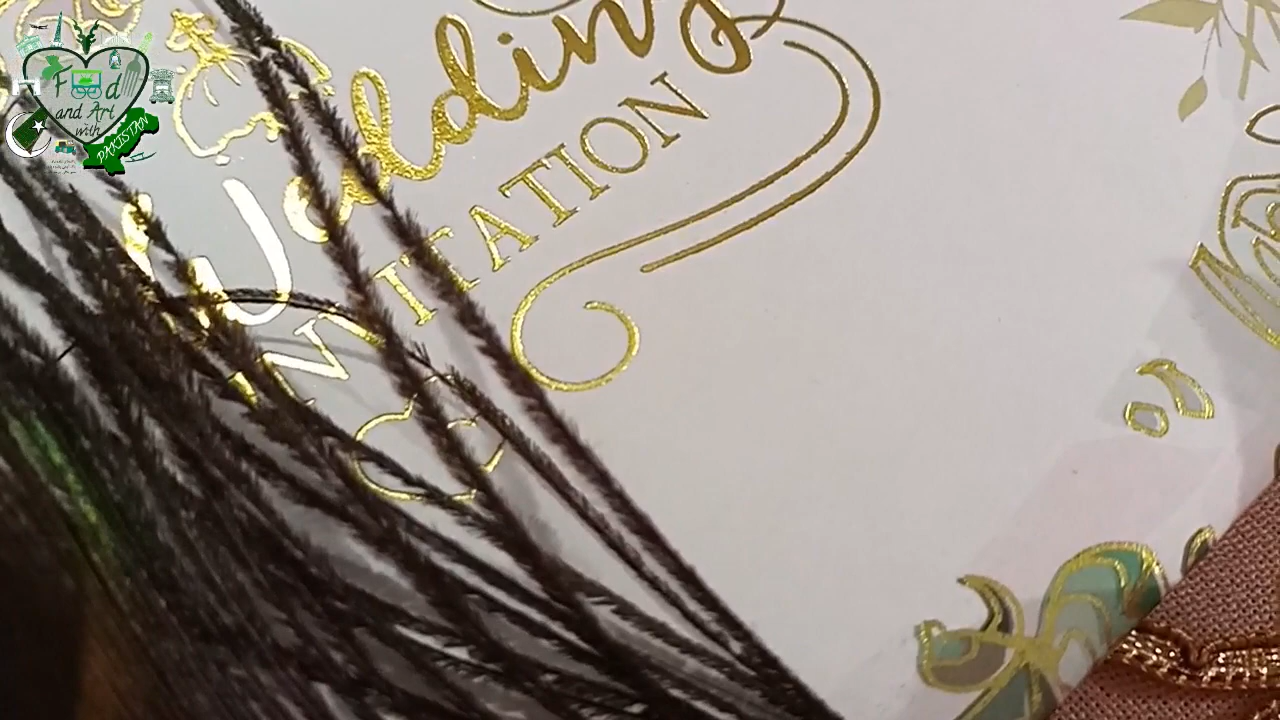 Food
and Art
with
PAKISTAN
Wedding
INVITATION